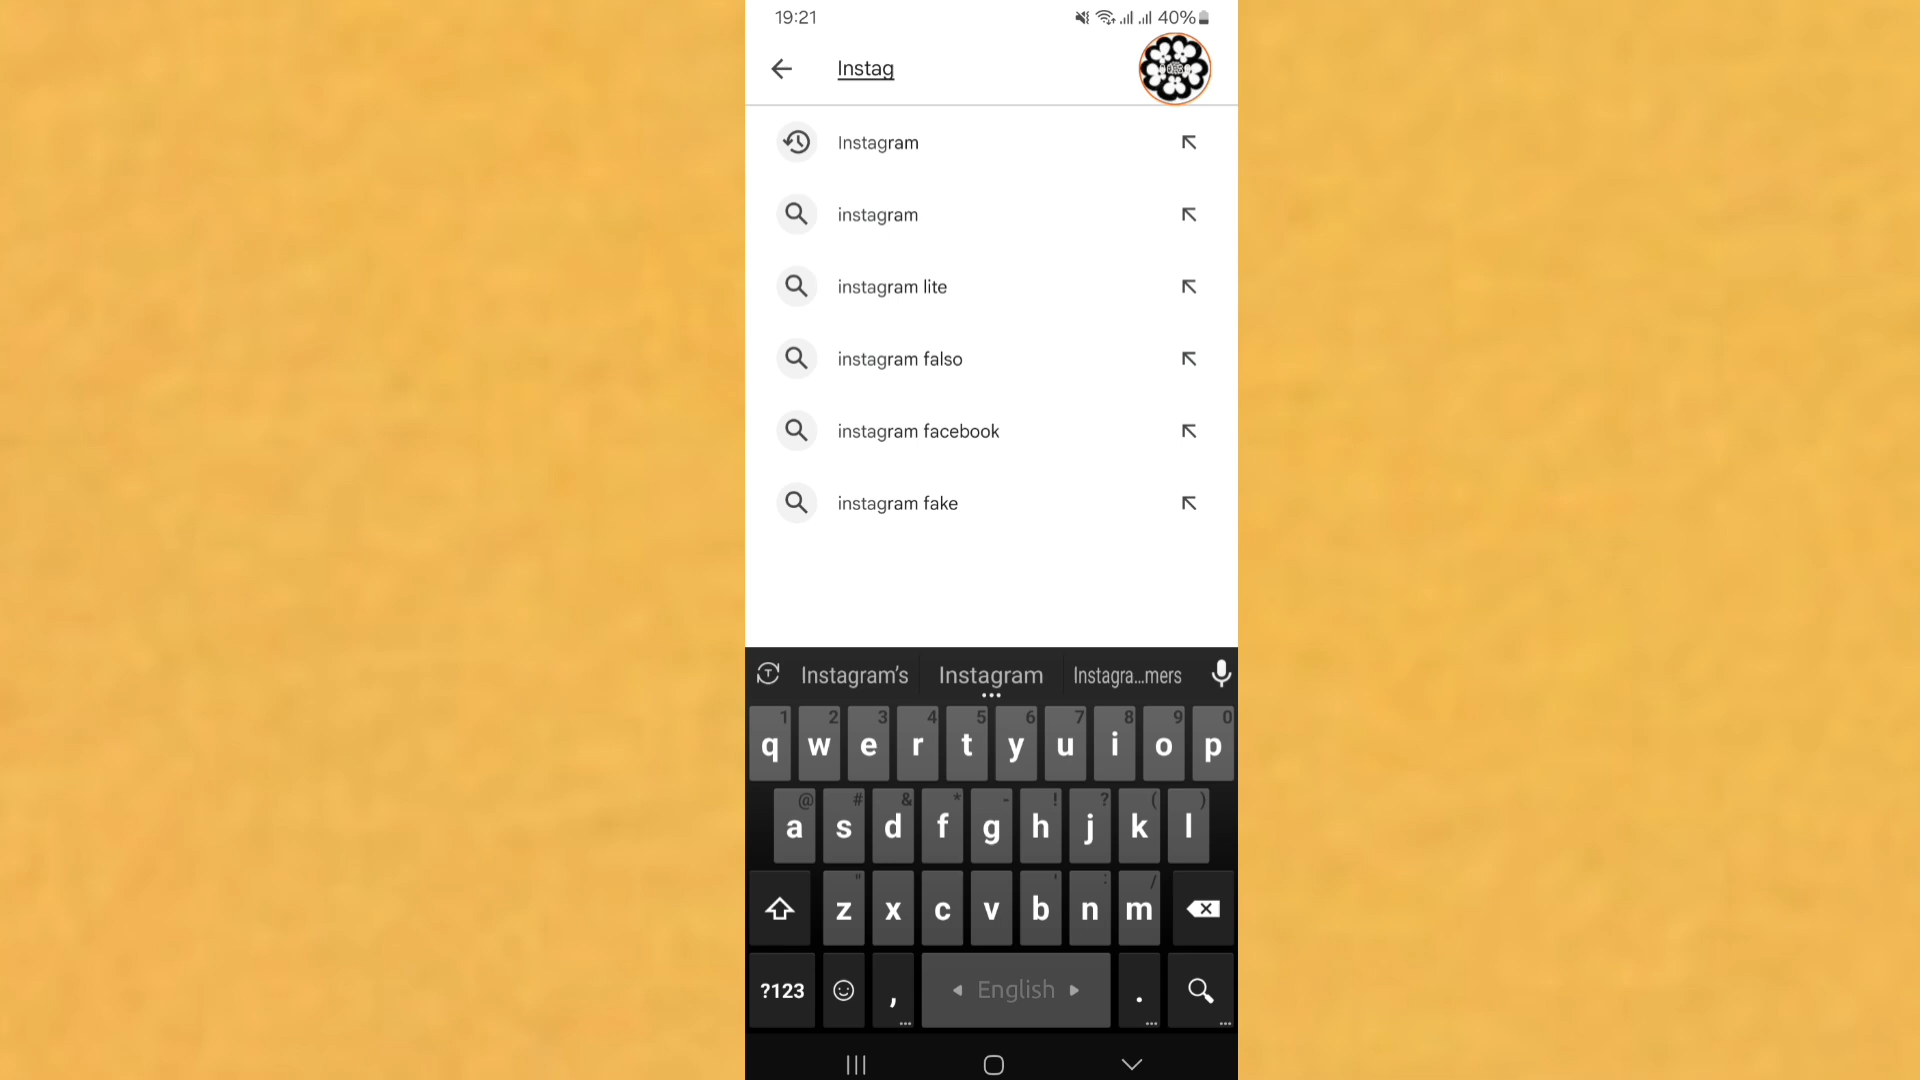 19:21
40%
Instag
Instagram
instagram
instagram lite
instagram falso
instagram facebook
instagram fake
Instagram's Instagram Instagra...mers
1 2 3 4 5 6 7 8 9 0
q w e r t y u i o p
@ # & * - ! ? ( )
a s d f g h j k l
" ' : /
z x c v b n m
?123 , English .